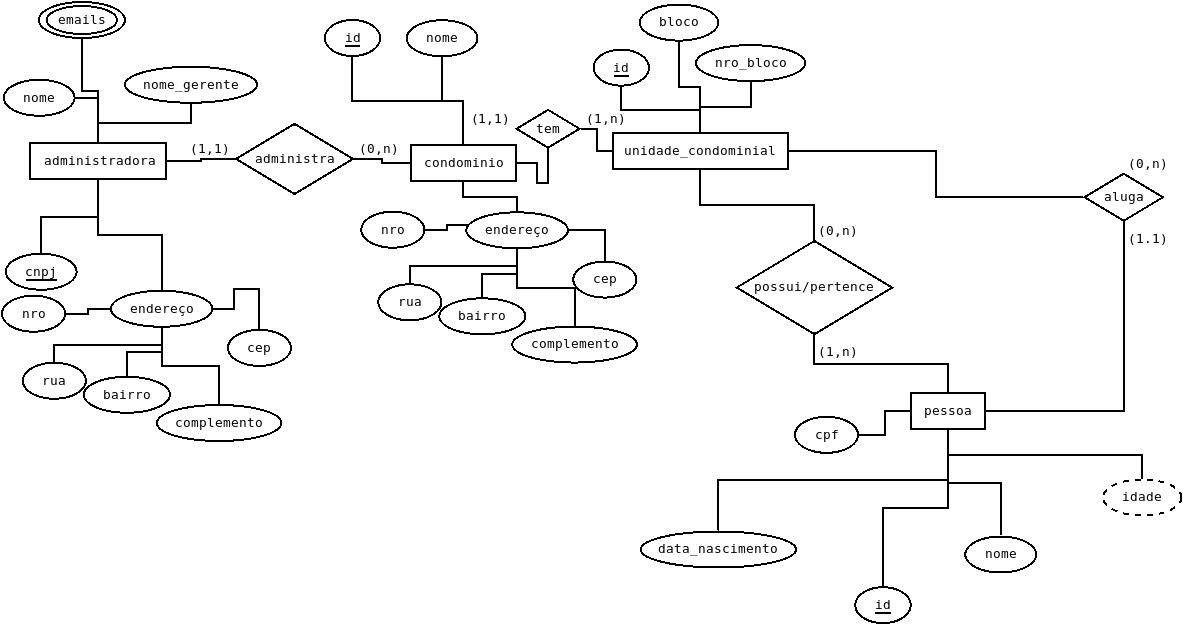 emails
nome
nome_gerente
administradora
(1,1)
administra
(0,n)
cnpj
nro
endereço
cep
rua
bairro
complemento
id
nome
condomínio
(1,1)
tem
(1,n)
nro
endereço
cep
rua
bairro
complemento
bloco
id
nro_bloco
unidade_condominial
(0,n)
aluga
(1.1)
(0,n)
possui/pertence
(1,n)
pessoa
cpf
idade
data_nascimento
nome
id